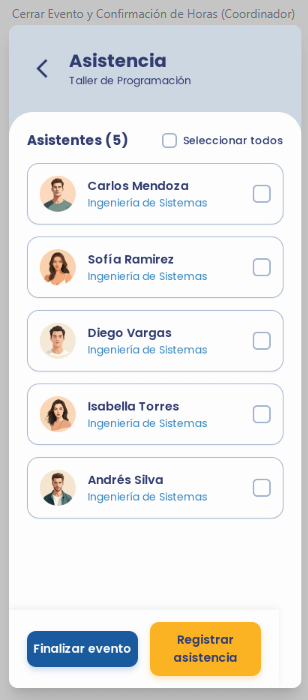 Cerrar Evento y Confirmación de Horas (Coordinador)
Asistencia
Taller de Programación
Asistentes (5)
Seleccionar todos
Carlos Mendoza
Ingeniería de Sistemas
Sofía Ramirez
Ingeniería de Sistemas
Diego Vargas
Ingeniería de Sistemas
Isabella Torres
Ingeniería de Sistemas
Andrés Silva
Ingeniería de Sistemas
Finalizar evento
Registrar
asistencia